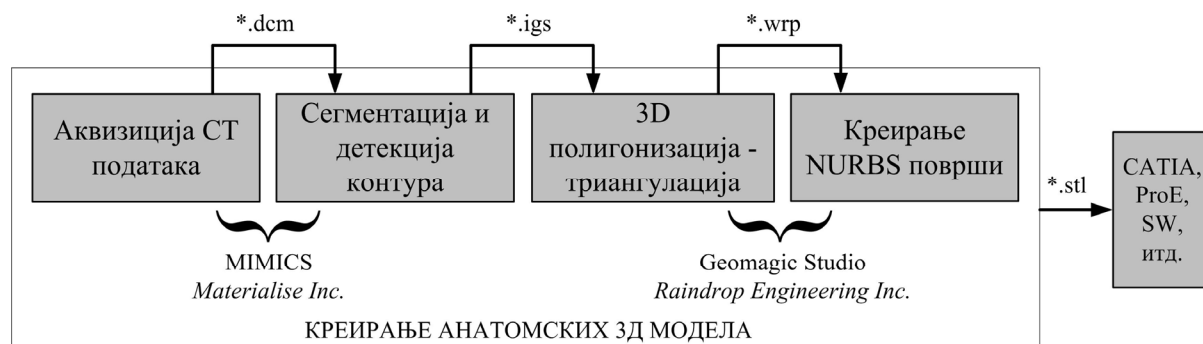 *.dcm
*.igs
*.wrp
Аквизиција CT
података
Сегментација и
детекција
контура
3D
полигонизација -
триангулација
Креирање
NURBS површи
*.stl
CATIA,
ProE,
SW,
итд.
MIMICS
Materialise Inc.
Geomagic Studio
Raindrop Engineering Inc.
КРЕИРАЊЕ АНАТОМСКИХ 3Д МОДЕЛА